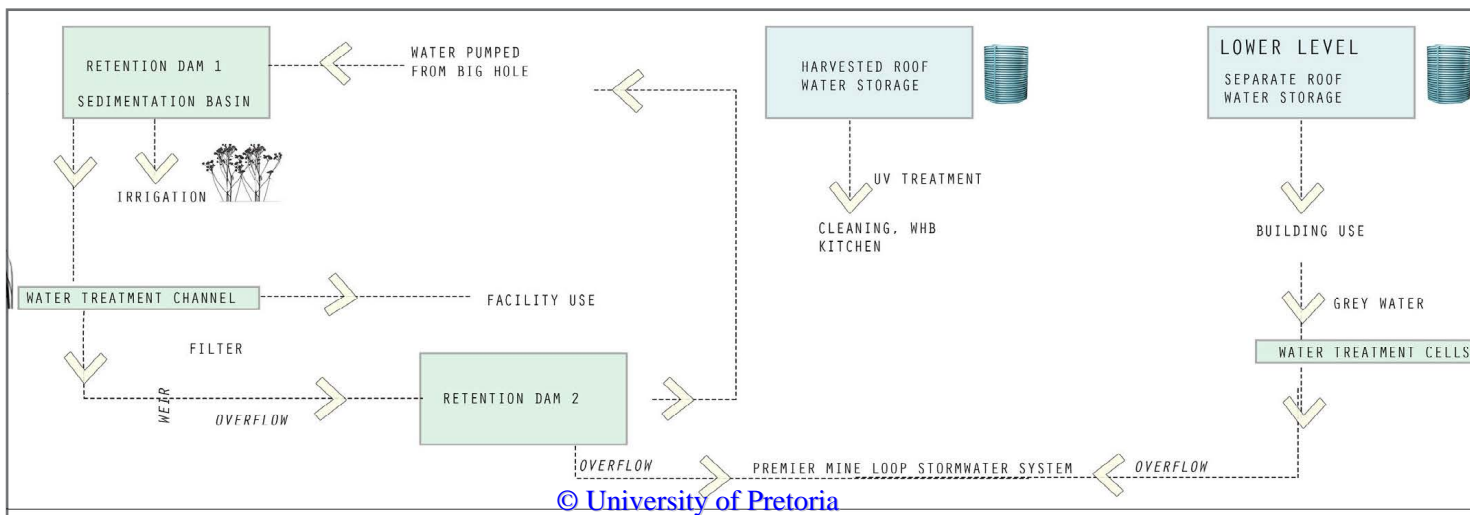 RETENTION DAM 1
SEDIMENTATION BASIN
WATER PUMPED
FROM BIG HOLE
IRRIGATION
WATER TREATMENT CHANNEL
FACILITY USE
FILTER
WEIR
OVERFLOW
RETENTION DAM 2
OVERFLOW
PREMIER MINE LOOP STORMWATER SYSTEM
HARVESTED ROOF
WATER STORAGE
UV TREATMENT
CLEANING, WHB
KITCHEN
LOWER LEVEL
SEPARATE ROOF
WATER STORAGE
BUILDING USE
GREY WATER
WATER TREATMENT CELLS
OVERFLOW
© University of Pretoria